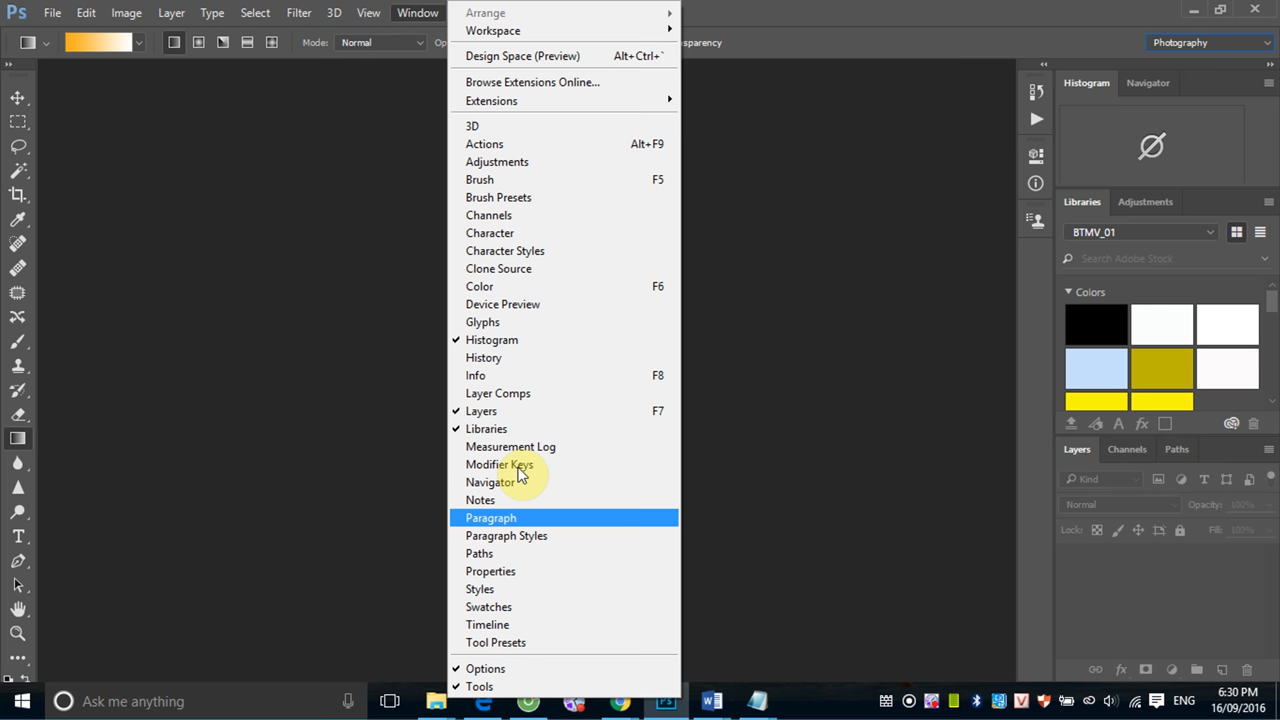 Ps File Edit Image Layer Type Select Filter 3D View Window
Mode: Normal
Photography
Arrange
Workspace
Design Space (Preview) Alt+Ctrl+`
Browse Extensions Online...
Extensions
3D
Actions Alt+F9
Adjustments
Brush F5
Brush Presets
Channels
Character
Character Styles
Clone Source
Color F6
Device Preview
Glyphs
Histogram
History
Info F8
Layer Comps
Layers F7
Libraries
Measurement Log
Modifier Keys
Navigator
Notes
Paragraph
Paragraph Styles
Paths
Properties
Styles
Swatches
Timeline
Tool Presets
Options
Tools
Histogram Navigator
Libraries Adjustments
BTMV_01
Search Adobe Stock
Colors
Layers Channels Paths
Kind
Normal Opacity: 100%
Lock: Fill: 100%
Ask me anything
ENG
6:30 PM
16/09/2016